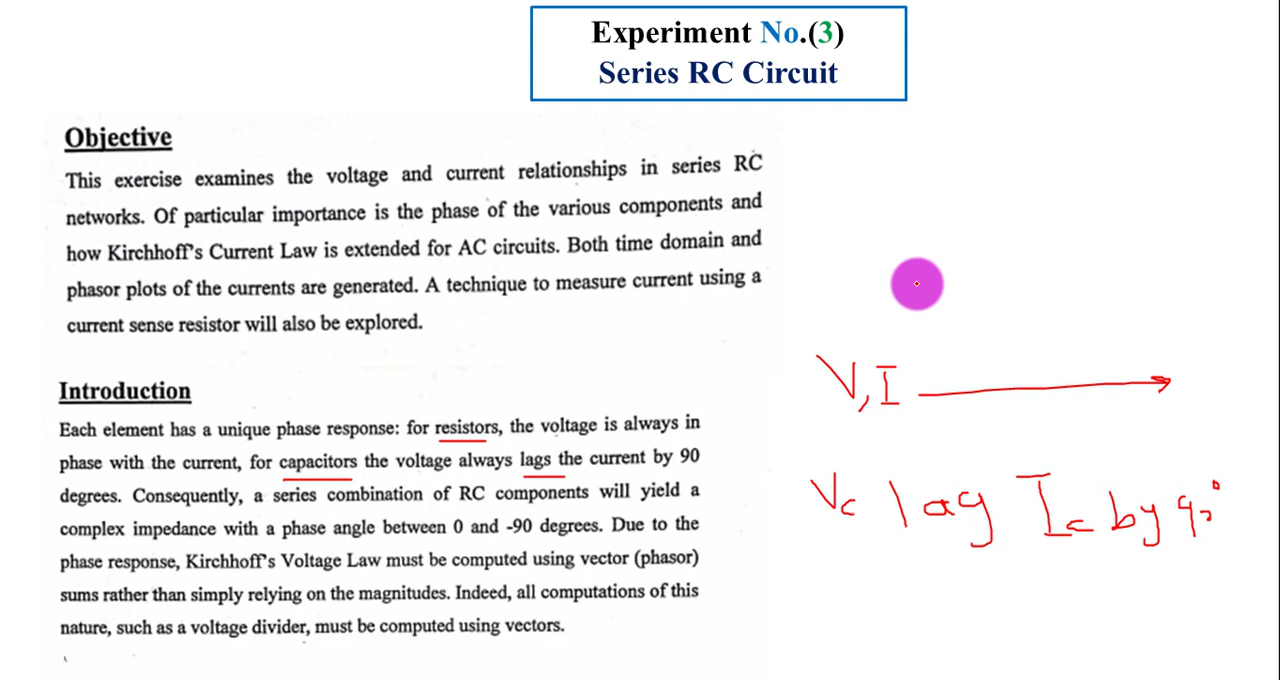 Experiment No.(3)
Series RC Circuit
Objective
This exercise examines the voltage and current relationships in series RC
networks. Of particular importance is the phase of the various components and
how Kirchhoff's Current Law is extended for AC circuits. Both time domain and
phasor plots of the currents are generated. A technique to measure current using a
current sense resistor will also be explored.
V, I
Introduction
Each element has a unique phase response: for resistors, the voltage is always in
phase with the current, for capacitors the voltage always lags the current by 90
degrees. Consequently, a series combination of RC components will yield a
complex impedance with a phase angle between 0 and -90 degrees. Due to the
phase response, Kirchhoff's Voltage Law must be computed using vector (phasor)
sums rather than simply relying on the magnitudes. Indeed, all computations of this
nature, such as a voltage divider, must be computed using vectors.
Vc lag Ic by 90°